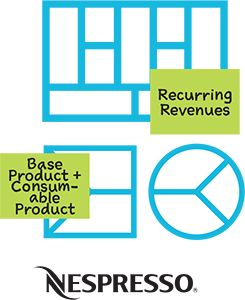 Recurring
Revenues
Base
Product +
Consum-
able
Product
NESPRESSO®